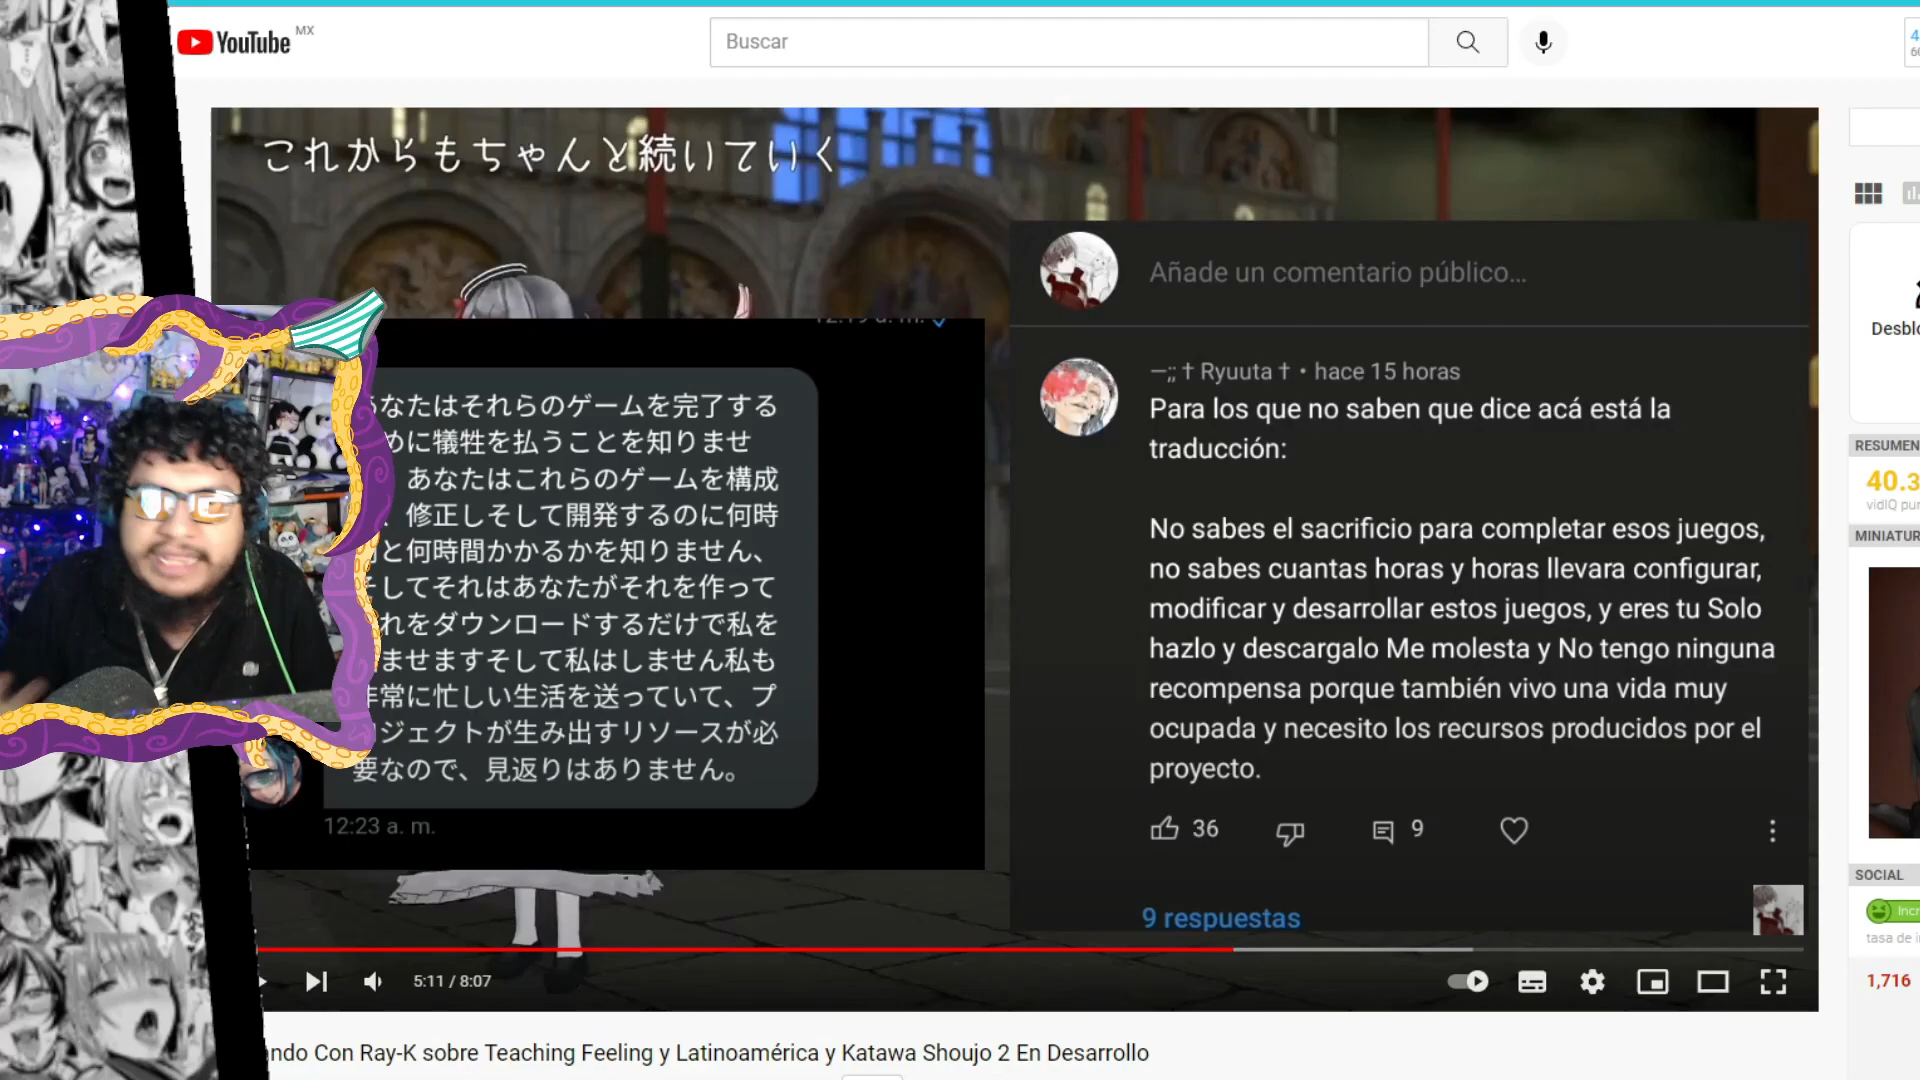 YouTube MX
Buscar
これからもちゃんと続いていく
Añade un comentario público...
なたはそれらのゲームを完了する
めに犠牲を払うことを知りませ
あなたはこれらのゲームを構成
、修正しそして開発するのに何時
と何時間かかるかを知りません、
そしてそれはあなたがそれを作って
れをダウンロードするだけで私を
ませますそして私はしません私も
非常に忙しい生活を送っていて、プ
ジェクトが生み出すリソースが必
要なので、見返りはありません。
12:23 a. m.
—;; † Ryuuta † • hace 15 horas
Para los que no saben que dice acá está la
traducción:
No sabes el sacrificio para completar esos juegos,
no sabes cuantas horas y horas llevara configurar,
modificar y desarrollar estos juegos, y eres tu Solo
hazlo y descargalo Me molesta y No tengo ninguna
recompensa porque también vivo una vida muy
ocupada y necesito los recursos producidos por el
proyecto.
36
9
9 respuestas
5:11 / 8:07
ndo Con Ray-K sobre Teaching Feeling y Latinoamérica y Katawa Shoujo 2 En Desarrollo
Desblo
RESUMEN
40.3
vidIQ pu
MINIATUR
SOCIAL
Incr
tasa de i
1,716